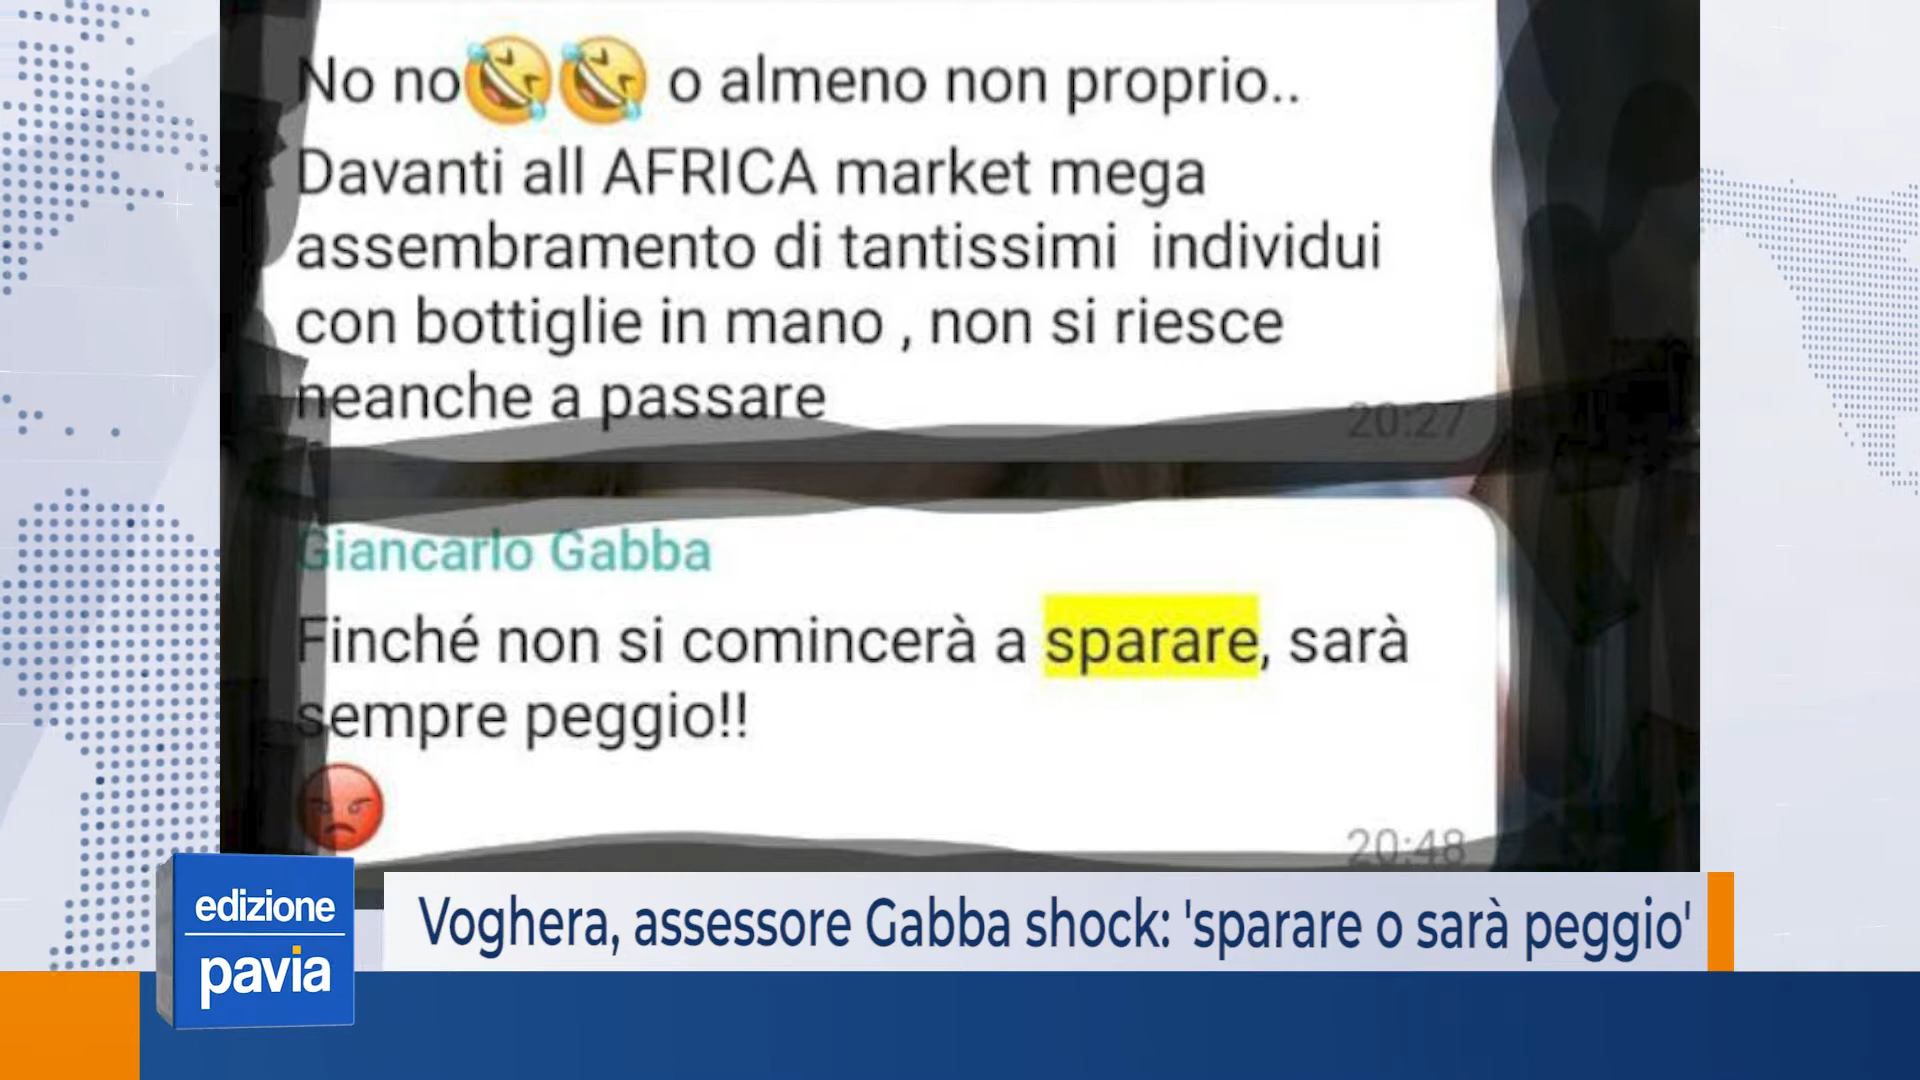 No no🤣🤣 o almeno non proprio..
Davanti all AFRICA market mega
assembramento di tantissimi individui
con bottiglie in mano , non si riesce
neanche a passare
20:27
Giancarlo Gabba
Finché non si comincerà a sparare, sarà
sempre peggio!!
😡
20:48
edizione
pavia
Voghera, assessore Gabba shock: 'sparare o sarà peggio'